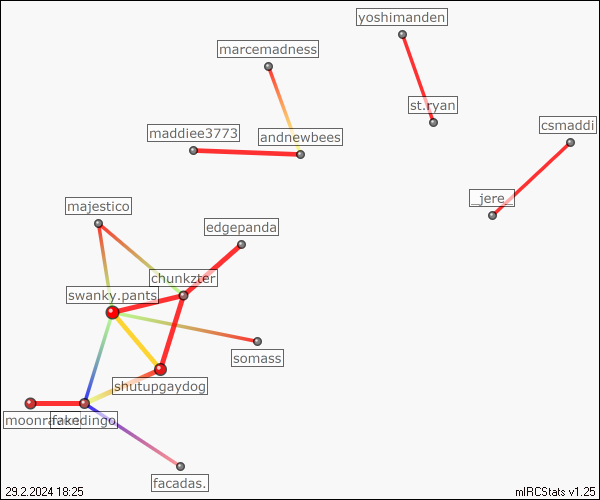 yoshimanden
marcemadness
st.ryan
csmaddi
maddiee3773
andnewbees
_jere_
majestico
edgepanda
chunkzter
swanky.pants
somass
shutupgaydog
fakedingo
facadas.
29.2.2024 18:25
mIRCStats v1.25